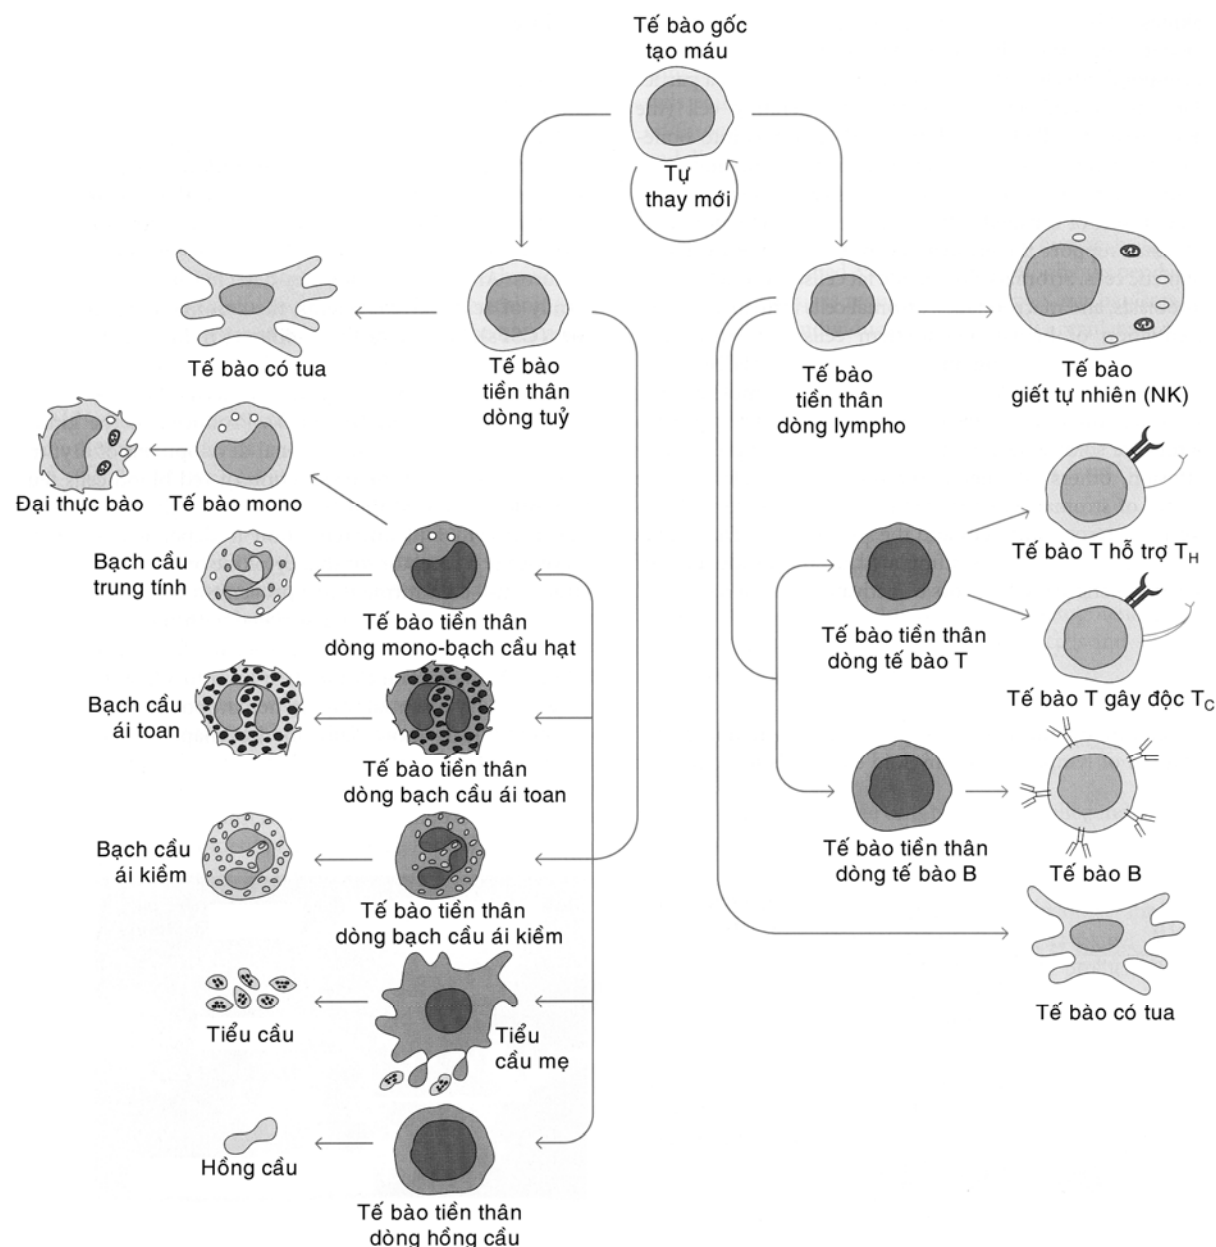 Tế bào gốc
tạo máu
Tự
thay mới
Tế bào có tua
Tế bào
tiền thân
dòng tuỷ
Tế bào
tiền thân
dòng lympho
Tế bào
giết tự nhiên (NK)
Đại thực bào
Tế bào mono
Bạch cầu
trung tính
Tế bào tiền thân
dòng mono-bạch cầu hạt
Bạch cầu
ái toan
Tế bào tiền thân
dòng bạch cầu ái toan
Bạch cầu
ái kiềm
Tế bào tiền thân
dòng bạch cầu ái kiềm
Tiểu cầu
Tiểu
cầu mẹ
Hồng cầu
Tế bào tiền thân
dòng hồng cầu
Tế bào tiền thân
dòng tế bào T
Tế bào T hỗ trợ TH
Tế bào T gây độc TC
Tế bào tiền thân
dòng tế bào B
Tế bào B
Tế bào có tua